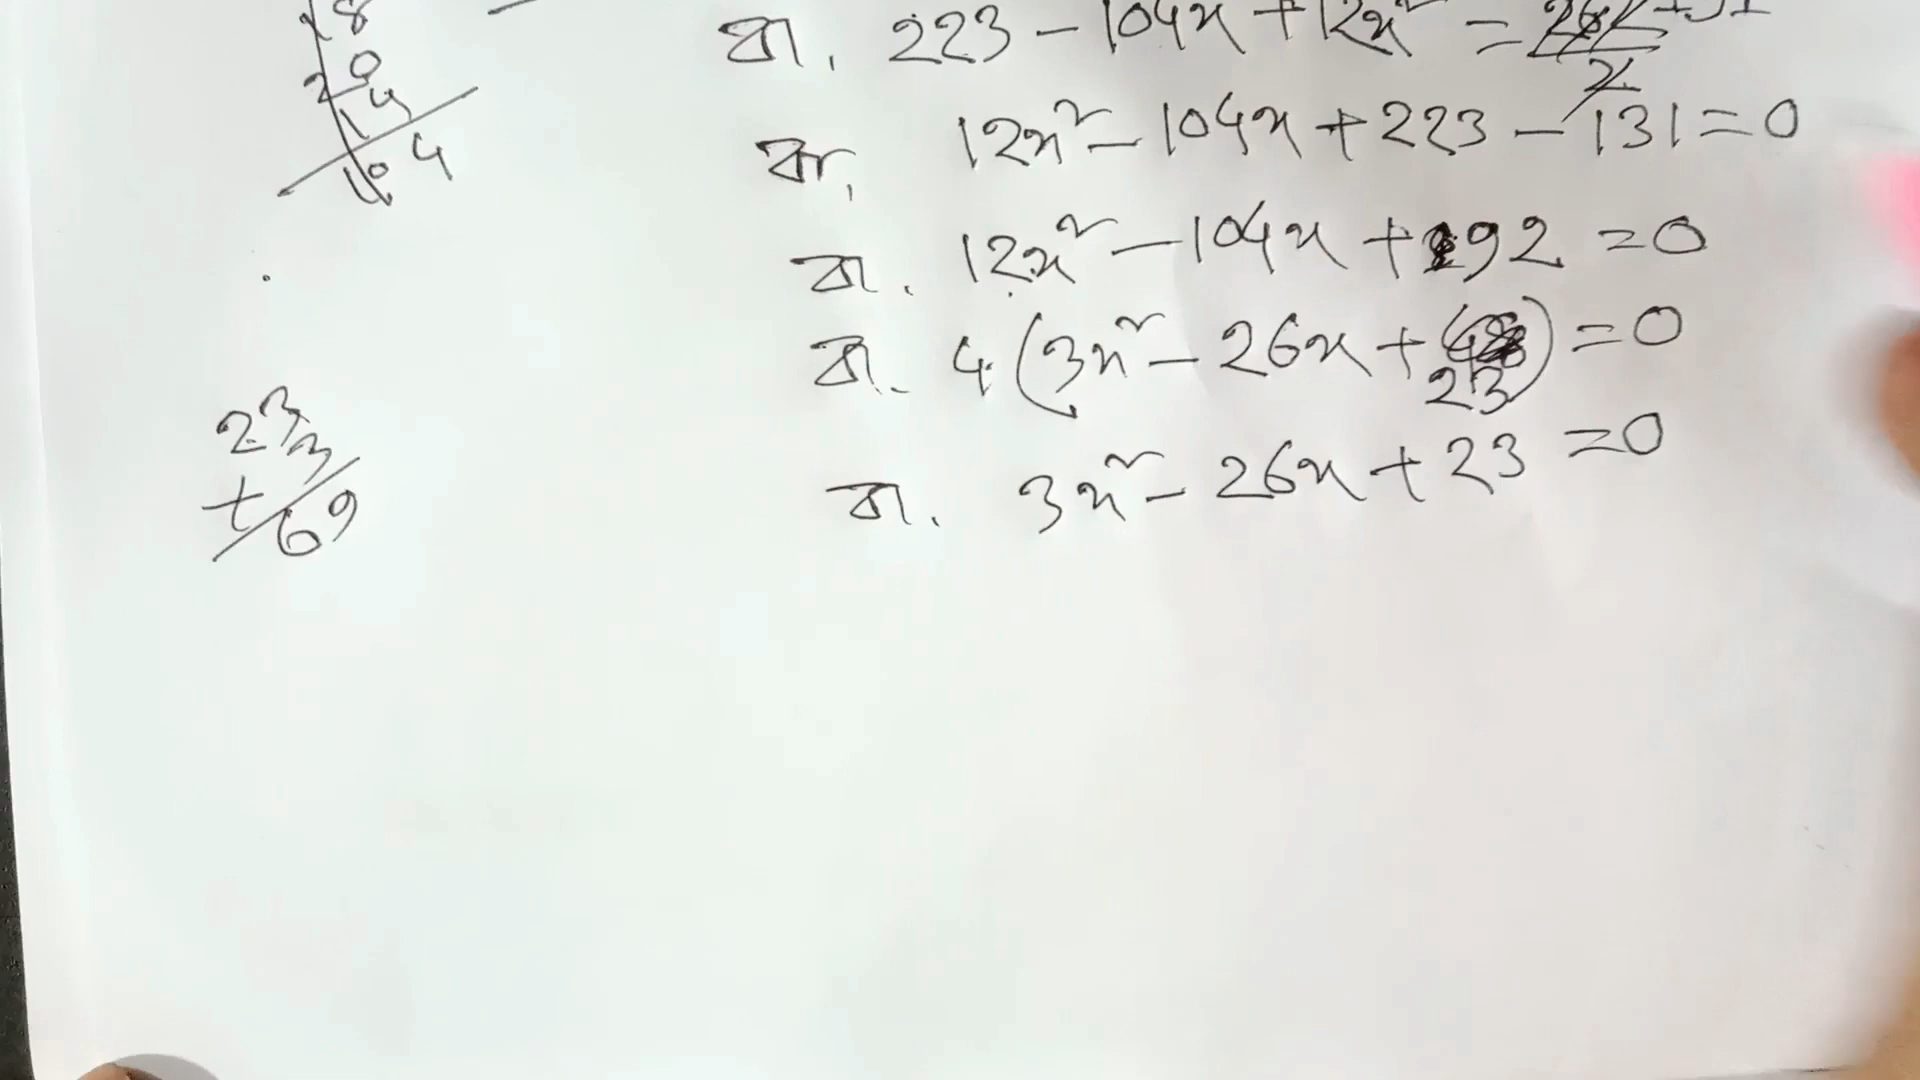 বা, 223 - 104x + 12x² =
বা, 12x² - 104x + 223 - 131 = 0
বা, 12x² - 104x + 92 = 0
বা, 4(3x² - 26x + 23) = 0
বা, 3x² - 26x + 23 = 0
104
23
3
69